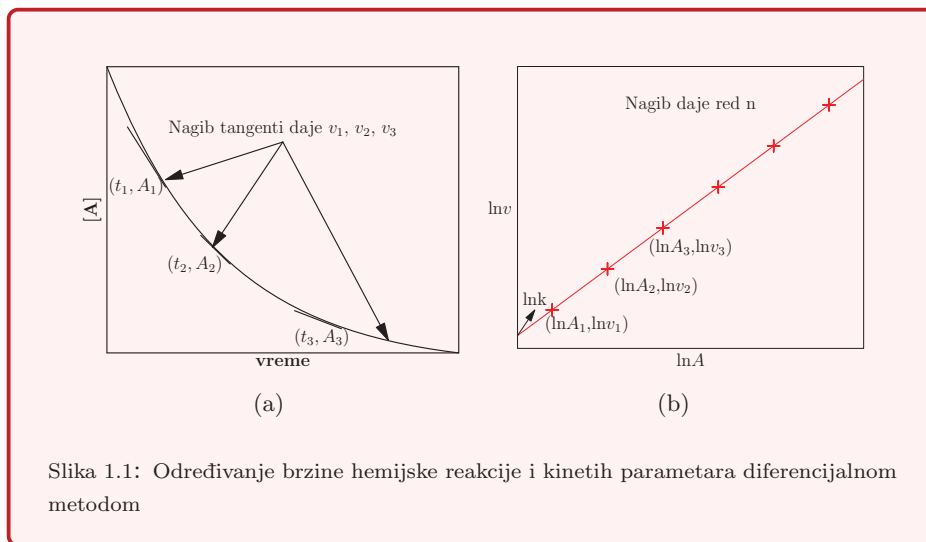 Nagib tangenti daje v₁, v₂, v₃
(t₁, A₁)
(t₂, A₂)
(t₃, A₃)
[A]
vreme
(a)
Nagib daje red n
lnv
(lnA₃,lnv₃)
(lnA₂,lnv₂)
lnk
(lnA₁,lnv₁)
lnA
(b)
Slika 1.1: Određivanje brzine hemijske reakcije i kinetih parametara diferencijalnom
metodom